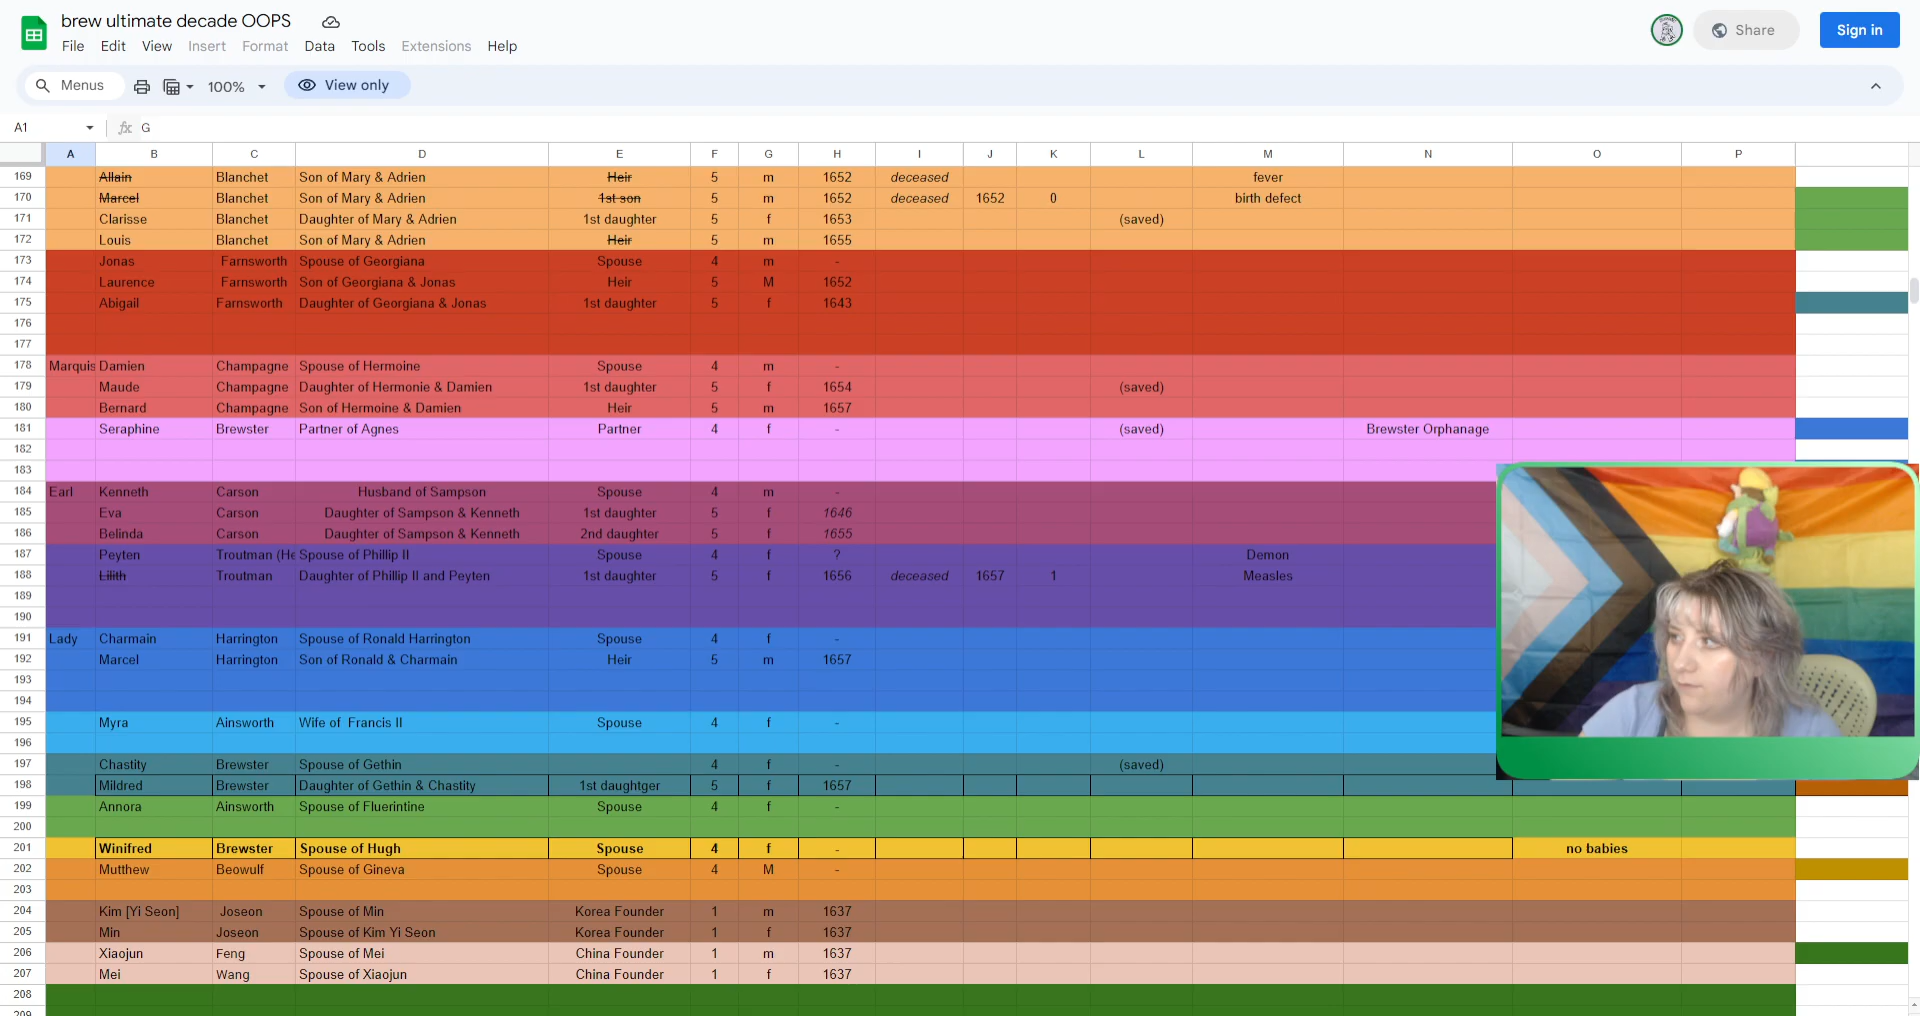 brew ultimate decade OOPS
File Edit View Insert Format Data Tools Extensions Help
Share
Sign in
Menus 100% View only
A1 fx G
A B C D E F G H I J K L M N O P
169 Allain Blanchet Son of Mary & Adrien Heir 5 m 1652 deceased fever
170 Marcel Blanchet Son of Mary & Adrien 1st son 5 m 1652 deceased 1652 0 birth defect
171 Clarisse Blanchet Daughter of Mary & Adrien 1st daughter 5 f 1653 (saved)
172 Louis Blanchet Son of Mary & Adrien Heir 5 m 1655
173 Jonas Farnsworth Spouse of Georgiana Spouse 4 m -
174 Laurence Farnsworth Son of Georgiana & Jonas Heir 5 M 1652
175 Abigail Farnsworth Daughter of Georgiana & Jonas 1st daughter 5 f 1643
176
177
178 Marquis Damien Champagne Spouse of Hermoine Spouse 4 m -
179 Maude Champagne Daughter of Hermonie & Damien 1st daughter 5 f 1654 (saved)
180 Bernard Champagne Son of Hermoine & Damien Heir 5 m 1657
181 Seraphine Brewster Partner of Agnes Partner 4 f - (saved) Brewster Orphanage
182
183
184 Earl Kenneth Carson Husband of Sampson Spouse 4 m -
185 Eva Carson Daughter of Sampson & Kenneth 1st daughter 5 f 1646
186 Belinda Carson Daughter of Sampson & Kenneth 2nd daughter 5 f 1655
187 Peyten Troutman (He Spouse of Phillip II Spouse 4 f ? Demon
188 Lilith Troutman Daughter of Phillip II and Peyten 1st daughter 5 f 1656 deceased 1657 1 Measles
189
190
191 Lady Charmain Harrington Spouse of Ronald Harrington Spouse 4 f -
192 Marcel Harrington Son of Ronald & Charmain Heir 5 m 1657
193
194
195 Myra Ainsworth Wife of Francis II Spouse 4 f -
196
197 Chastity Brewster Spouse of Gethin 4 f - (saved)
198 Mildred Brewster Daughter of Gethin & Chastity 1st daughtger 5 f 1657
199 Annora Ainsworth Spouse of Fluerintine Spouse 4 f -
200
201 Winifred Brewster Spouse of Hugh Spouse 4 f - no babies
202 Mutthew Beowulf Spouse of Gineva Spouse 4 M -
203
204 Kim [Yi Seon] Joseon Spouse of Min Korea Founder 1 m 1637
205 Min Joseon Spouse of Kim Yi Seon Korea Founder 1 f 1637
206 Xiaojun Feng Spouse of Mei China Founder 1 m 1637
207 Mei Wang Spouse of Xiaojun China Founder 1 f 1637
208
209